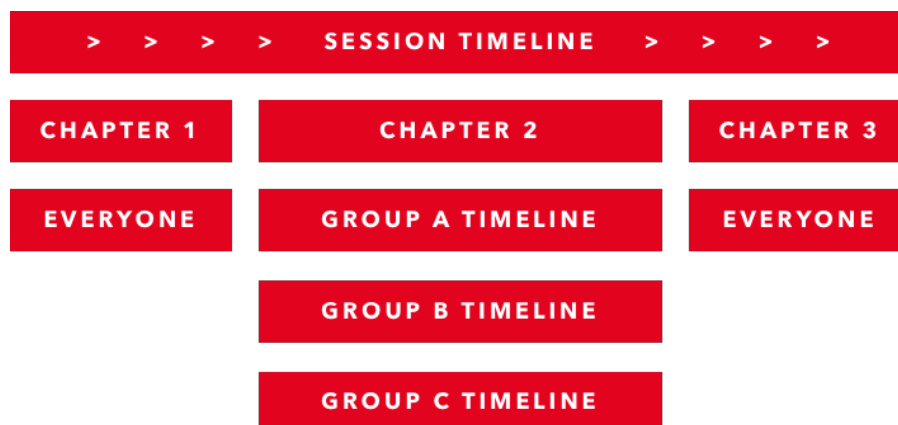 > > > > SESSION TIMELINE > > > >
CHAPTER 1 CHAPTER 2 CHAPTER 3
EVERYONE GROUP A TIMELINE EVERYONE
GROUP B TIMELINE
GROUP C TIMELINE